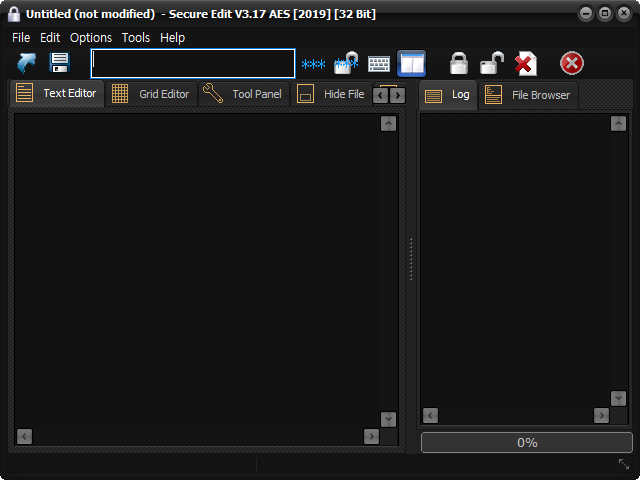 Untitled (not modified) - Secure Edit V3.17 AES [2019] [32 Bit]
File Edit Options Tools Help
Text Editor Grid Editor Tool Panel Hide File Log File Browser
0%